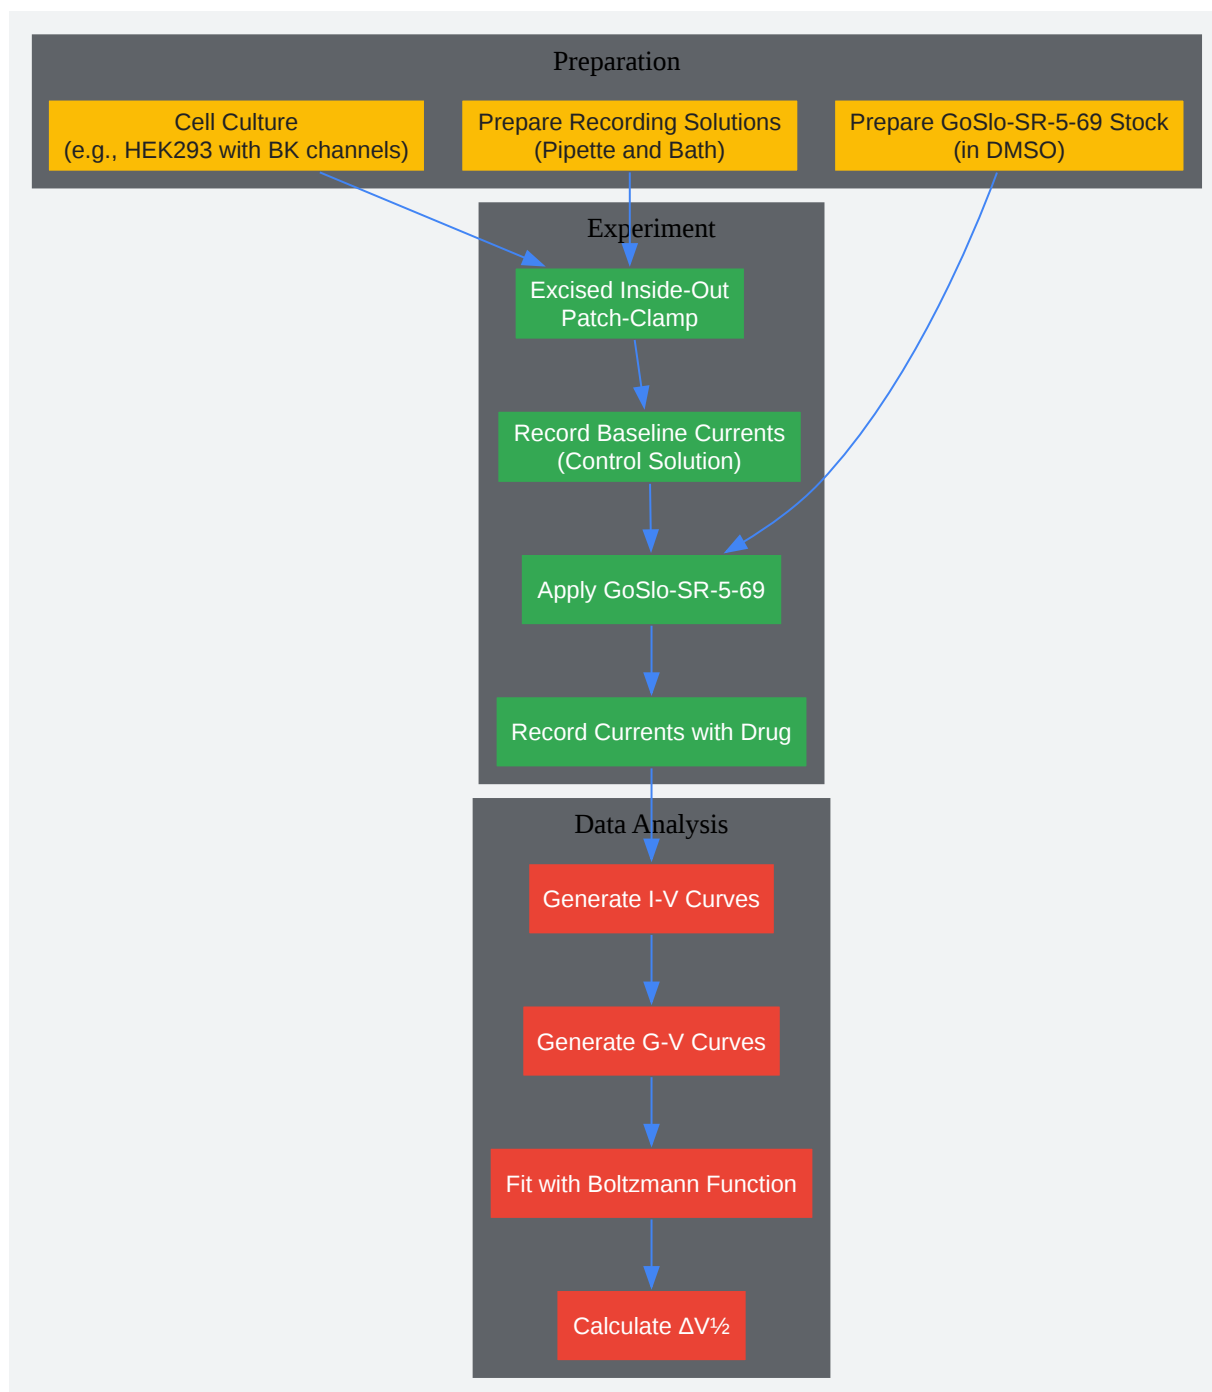 Preparation
Cell Culture
(e.g., HEK293 with BK channels)
Prepare Recording Solutions
(Pipette and Bath)
Prepare GoSlo-SR-5-69 Stock
(in DMSO)
Experiment
Excised Inside-Out
Patch-Clamp
Record Baseline Currents
(Control Solution)
Apply GoSlo-SR-5-69
Record Currents with Drug
Data Analysis
Generate I-V Curves
Generate G-V Curves
Fit with Boltzmann Function
Calculate ΔV½